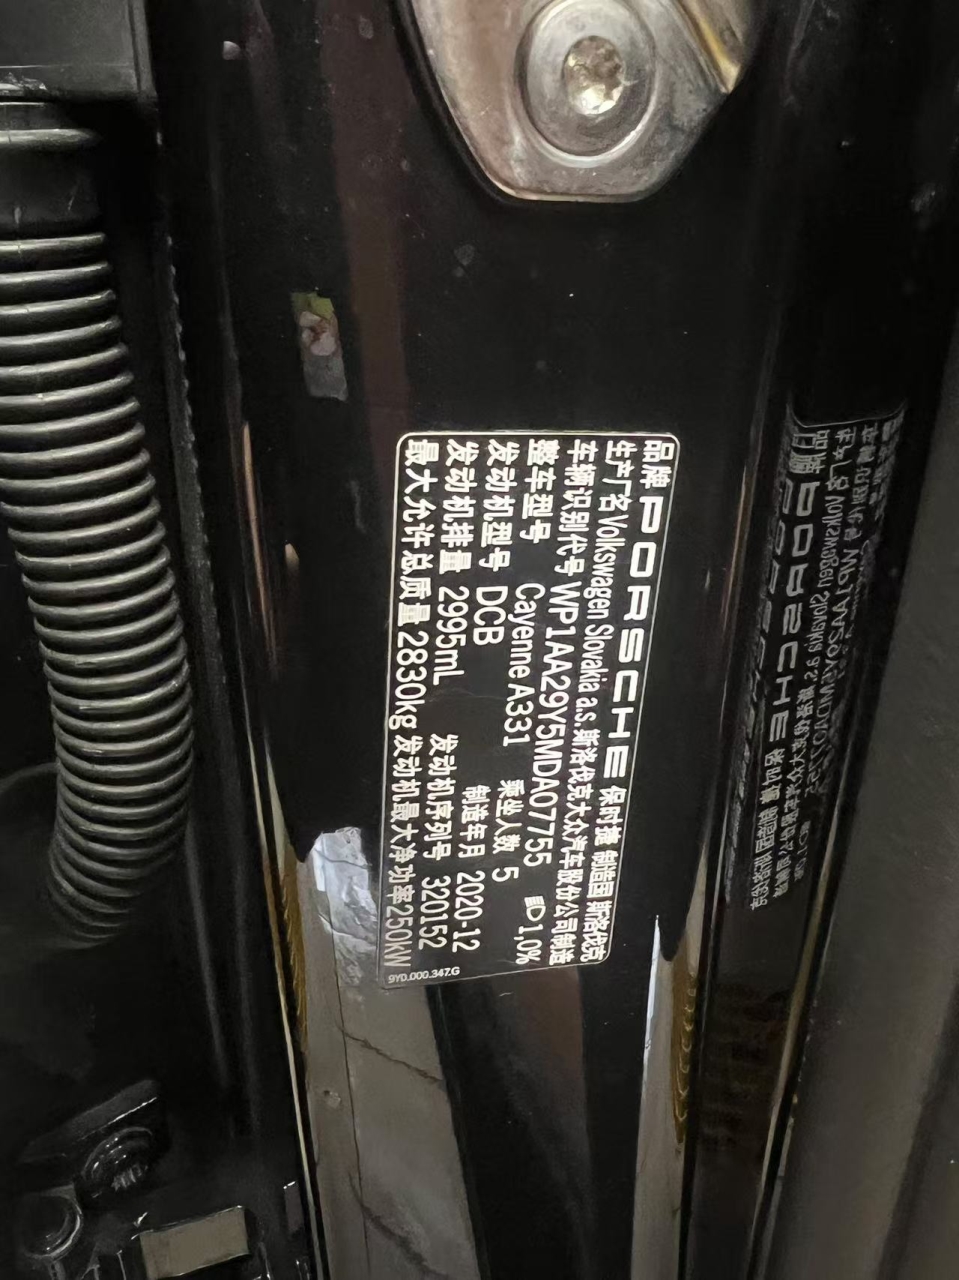 品牌 PORSCHE 保时捷 制造国 斯洛伐克
生产厂名 Volkswagen Slovakia a.s. 斯洛伐克大众汽车股份公司制造
车辆识别代号 WP1AA29Y5MDA07755 1,0%
整车型号 Cayenne A331 乘坐人数 5
发动机型号 DCB 制造年月 2020-12
发动机排量 2995mL 发动机序列号 320152
最大允许总质量 2830kg 发动机最大净功率 250kW
9YD.000.347.G